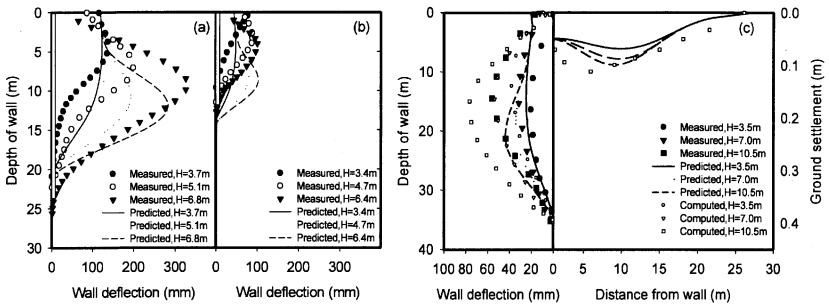 (a)
(b)
(c)
0
5
10
15
20
25
30
Depth of wall (m)
Measured,H=3.7m
Measured,H=5.1m
Measured,H=6.8m
Predicted,H=3.7m
Predicted,H=5.1m
Predicted,H=6.8m
0 100 200 300
Wall deflection (mm)
Measured,H=3.4m
Measured,H=4.7m
Measured,H=6.4m
Predicted,H=3.4m
Predicted,H=4.7m
Predicted,H=6.4m
0 100 200 300
Wall deflection (mm)
0
10
20
30
40
Depth of wall (m)
100 80 60 40 20 0
Wall deflection (mm)
Measured,H=3.5m
Measured,H=7.0m
Measured,H=10.5m
Predicted,H=3.5m
Predicted,H=7.0m
Predicted,H=10.5m
Computed,H=3.5m
Computed,H=7.0m
Computed,H=10.5m
5 10 15 20 25 30
Distance from wall (m)
0.0
0.1
0.2
0.3
0.4
Ground settlement (m)